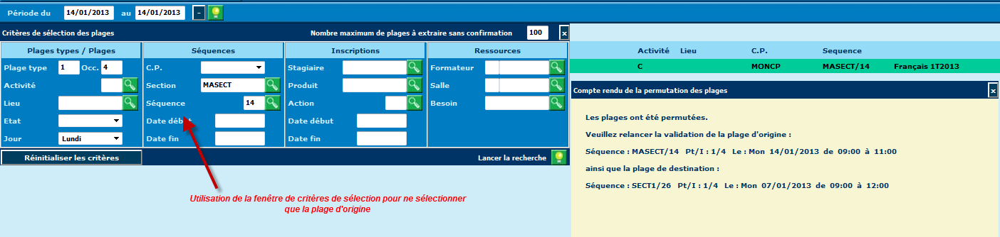 Période du 14/01/2013 au 14/01/2013 -
Critères de sélection des plages Nombre maximum de plages à extraire sans confirmation 100 x
Plages types / Plages Séquences Inscriptions Ressources
Plage type 1 Occ. 4 C.P. Stagiaire Formateur
Activité Section MASECT Produit Salle
Lieu Séquence 14 Action Besoin
Etat Date début Date début
Jour Lundi Date fin Date fin
Réinitialiser les critères Lancer la recherche
Utilisation de la fenêtre de critères de sélection pour ne sélectionner
que la plage d'origine
Activité Lieu C.P. Sequence
C MONCP MASECT/14 Français 1T2013
Compte rendu de la permutation des plages x
Les plages ont été permutées.
Veuillez relancer la validation de la plage d'origine :
Séquence : MASECT/14 Pt/I : 1/4 Le : Mon 14/01/2013 de 09:00 à 11:00
ainsi que la plage de destination :
Séquence : SECT1/26 Pt/I : 1/4 Le : Mon 07/01/2013 de 09:00 à 12:00